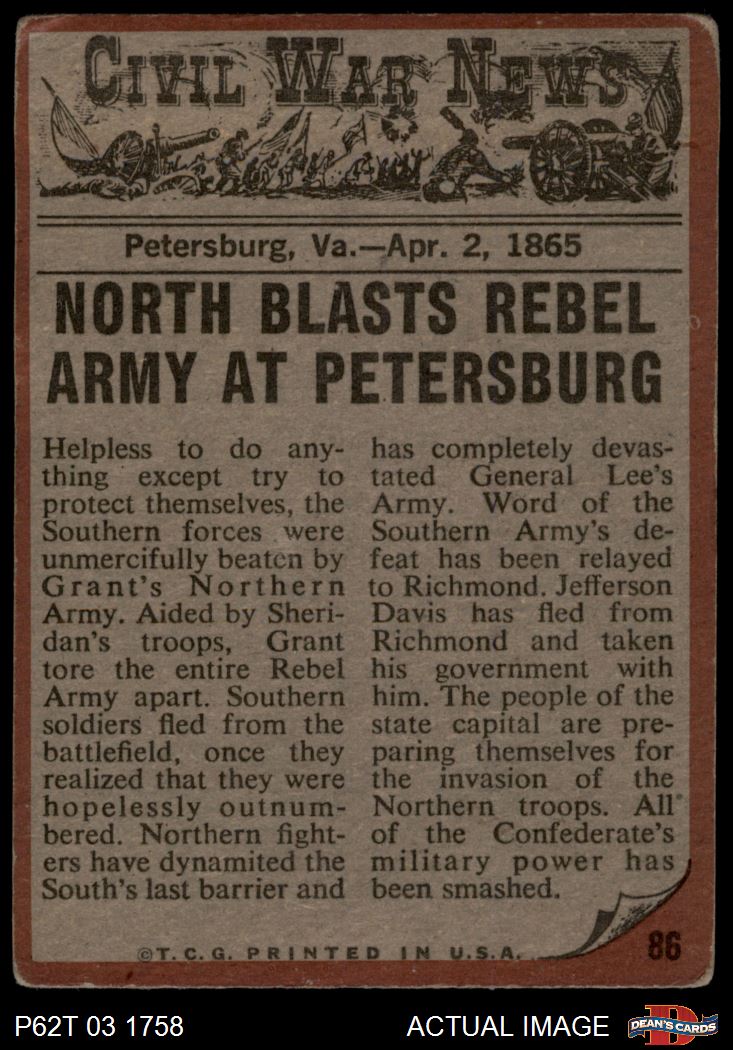 CIVIL WAR NEWS
Petersburg, Va.—Apr. 2, 1865
NORTH BLASTS REBEL
ARMY AT PETERSBURG
Helpless to do any-
thing except try to
protect themselves, the
Southern forces were
unmercifully beaten by
Grant's Northern
Army. Aided by Sheri-
dan's troops, Grant
tore the entire Rebel
Army apart. Southern
soldiers fled from the
battlefield, once they
realized that they were
hopelessly outnum-
bered. Northern fight-
ers have dynamited the
South's last barrier and
has completely devas-
tated General Lee's
Army. Word of the
Southern Army's de-
feat has been relayed
to Richmond. Jefferson
Davis has fled from
Richmond and taken
his government with
him. The people of the
state capital are pre-
paring themselves for
the invasion of the
Northern troops. All
of the Confederate's
military power has
been smashed.
©T.C.G. PRINTED IN U.S.A.
86
P62T 03 1758
ACTUAL IMAGE
D
DEAN'S CARDS